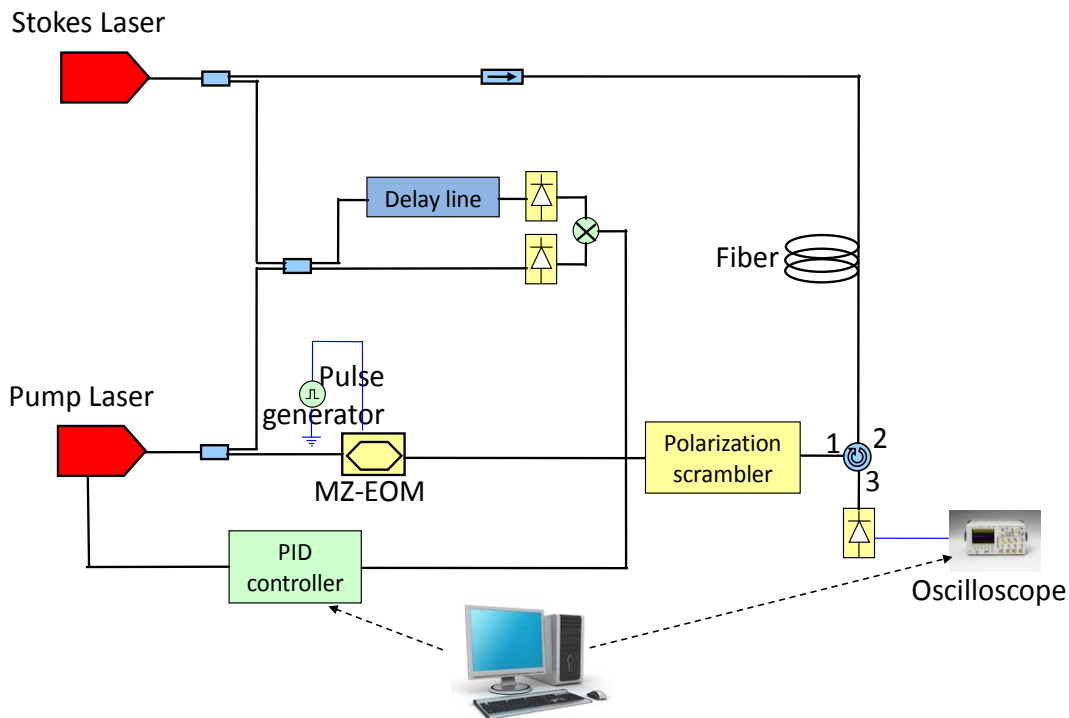 Stokes Laser
Delay line
Fiber
Pulse
generator
Pump Laser
MZ-EOM
Polarization
scrambler
1
2
3
PID
controller
Oscilloscope